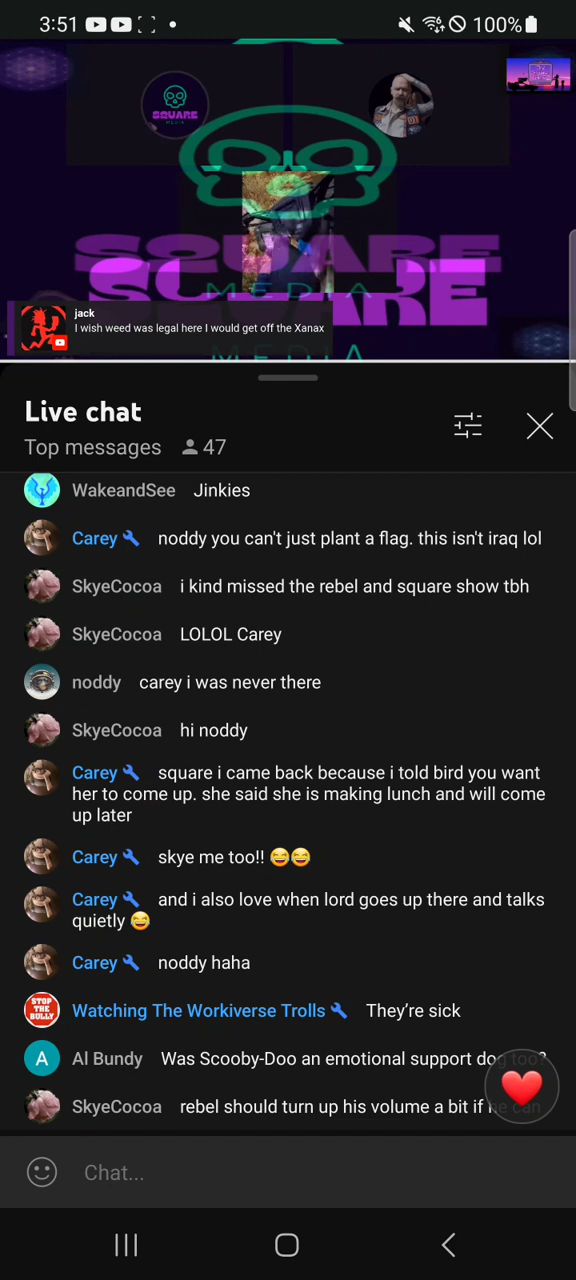 3:51
100%
SQUARE
MEDIA
SQUARE
MEDIA
SQUARE
MEDIA
jack
I wish weed was legal here I would get off the Xanax
Live chat
Top messages 47
WakeandSee Jinkies
Carey noddy you can't just plant a flag. this isn't iraq lol
SkyeCocoa i kind missed the rebel and square show tbh
SkyeCocoa LOLOL Carey
noddy carey i was never there
SkyeCocoa hi noddy
Carey square i came back because i told bird you want
her to come up. she said she is making lunch and will come
up later
Carey skye me too!! 😂😂
Carey and i also love when lord goes up there and talks
quietly 😂
Carey noddy haha
STOP
THE
BULLY
Watching The Workiverse Trolls They're sick
A
Al Bundy Was Scooby-Doo an emotional support dog too?
SkyeCocoa rebel should turn up his volume a bit if he can
Chat...